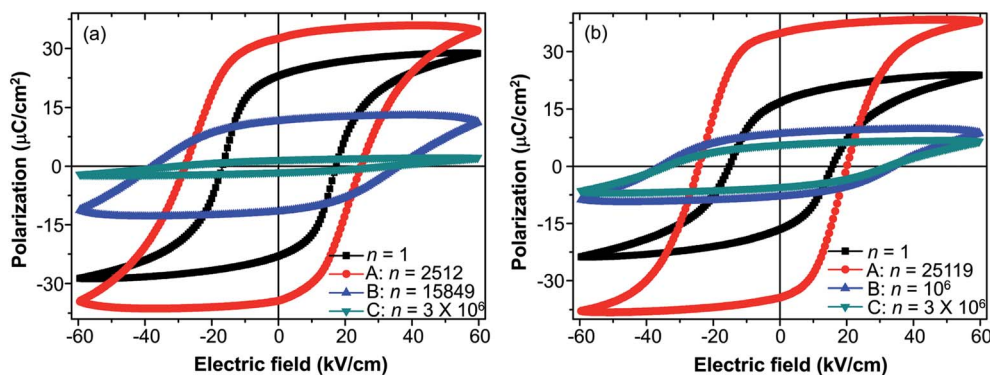 (a)
Polarization (μC/cm²)
30
15
0
-15
-30
n = 1
A: n = 2512
B: n = 15849
C: n = 3 X 10⁶
-60 -40 -20 0 20 40 60
Electric field (kV/cm)
(b)
Polarization (μC/cm²)
30
15
0
-15
-30
n = 1
A: n = 25119
B: n = 10⁶
C: n = 3 X 10⁶
-60 -40 -20 0 20 40 60
Electric field (kV/cm)